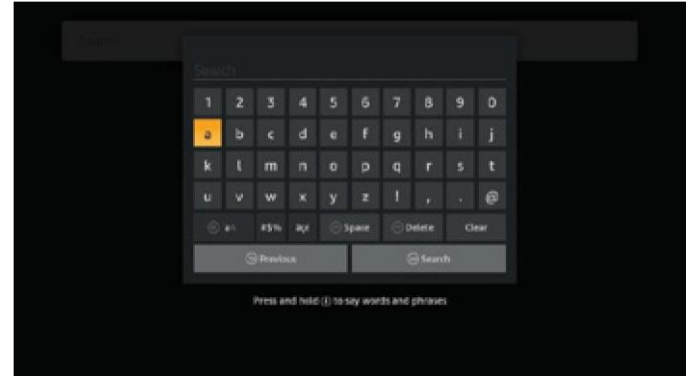 Search
1 2 3 4 5 6 7 8 9 0
a b c d e f g h i j
k l m n o p q r s t
u v w x y z ! , . @
#$% Space Delete Clear
Previous Search
Press and hold to say words and phrases